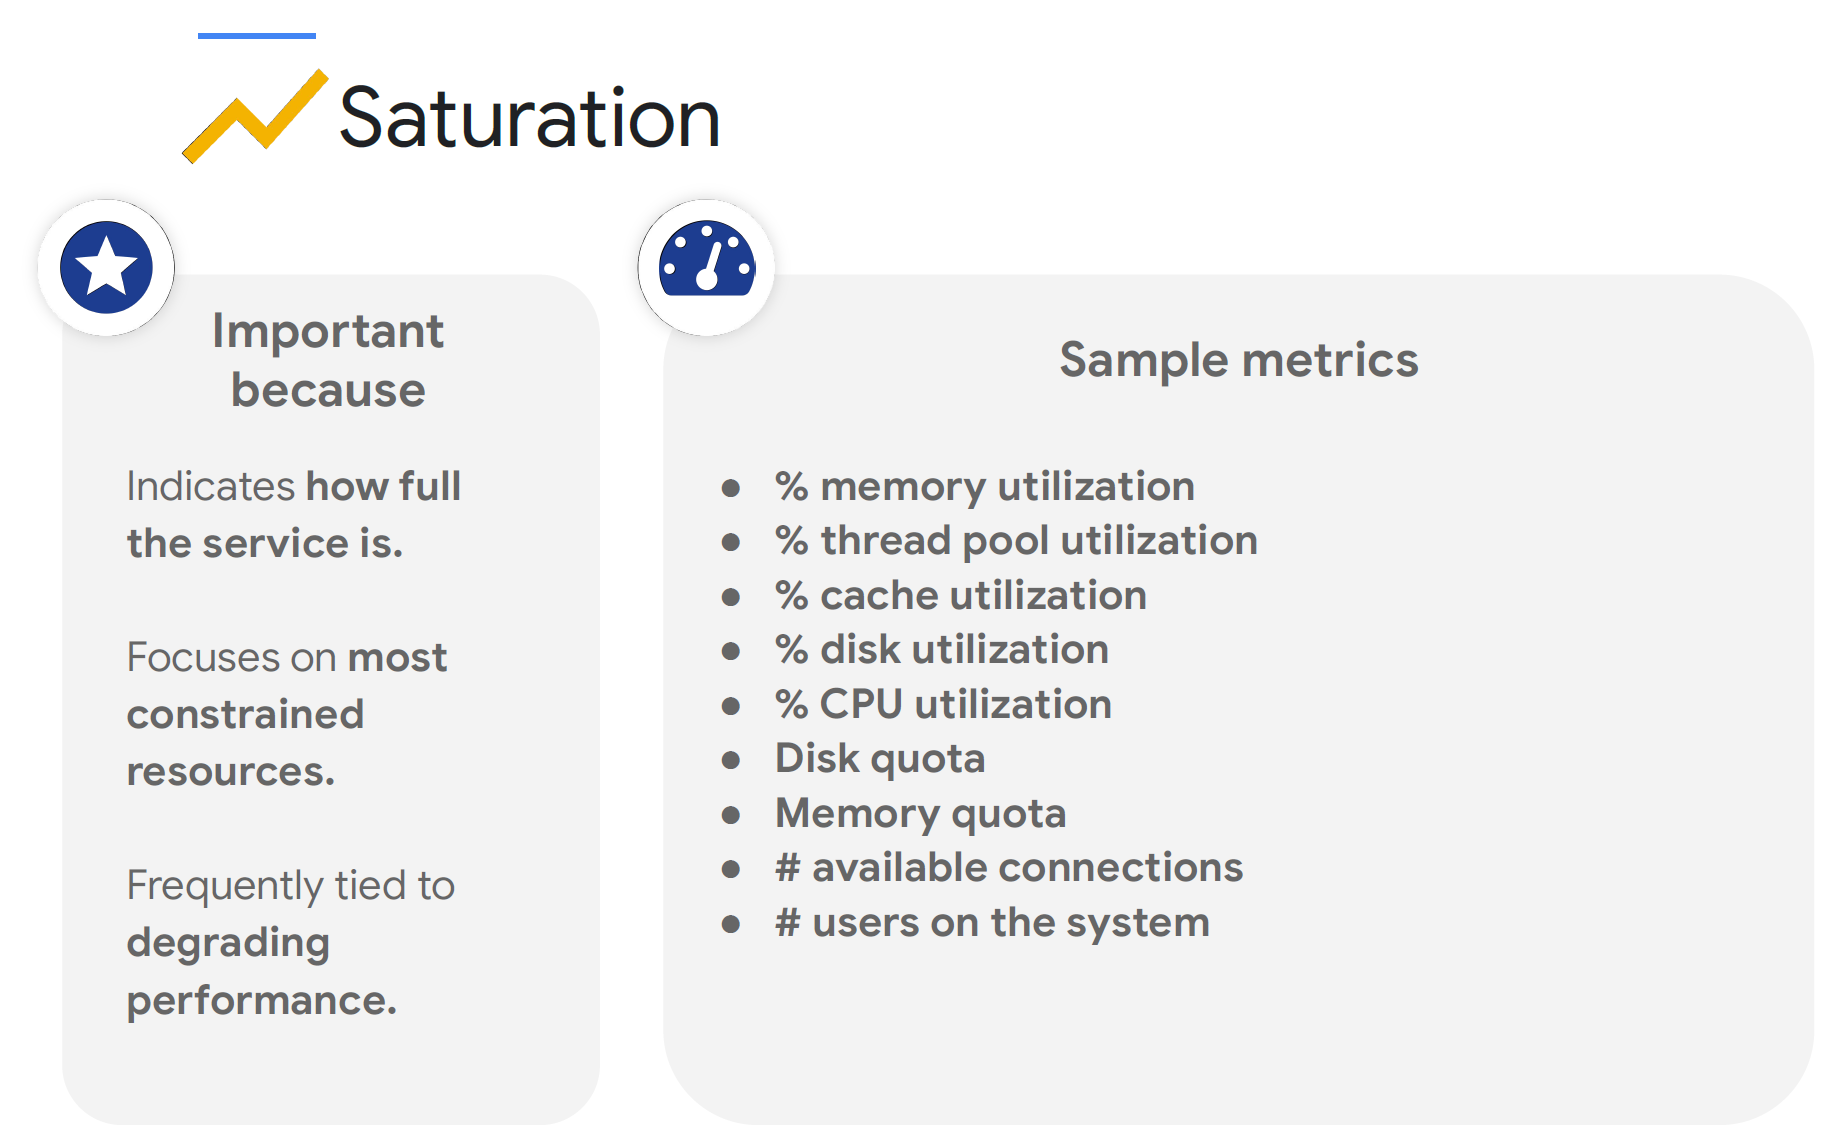 Saturation
Important
because
Indicates how full
the service is.
Focuses on most
constrained
resources.
Frequently tied to
degrading
performance.
Sample metrics
● % memory utilization
● % thread pool utilization
● % cache utilization
● % disk utilization
● % CPU utilization
● Disk quota
● Memory quota
● # available connections
● # users on the system